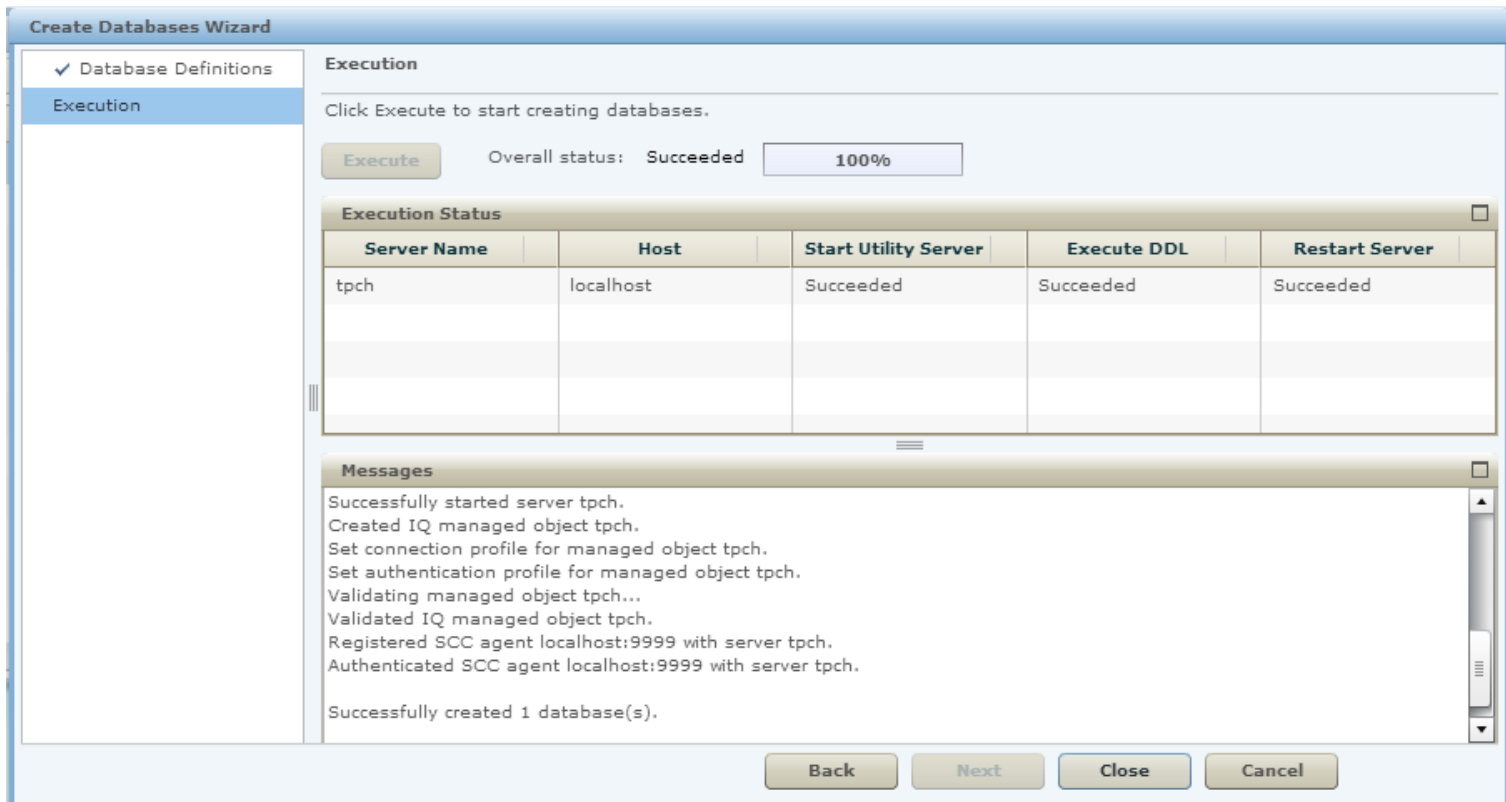 Create Databases Wizard
Database Definitions
Execution
Execution
Click Execute to start creating databases.
Execute Overall status: Succeeded 100%
Execution Status
Server Name Host Start Utility Server Execute DDL Restart Server
tpch localhost Succeeded Succeeded Succeeded
Messages
Successfully started server tpch.
Created IQ managed object tpch.
Set connection profile for managed object tpch.
Set authentication profile for managed object tpch.
Validating managed object tpch...
Validated IQ managed object tpch.
Registered SCC agent localhost:9999 with server tpch.
Authenticated SCC agent localhost:9999 with server tpch.
Successfully created 1 database(s).
Back Next Close Cancel